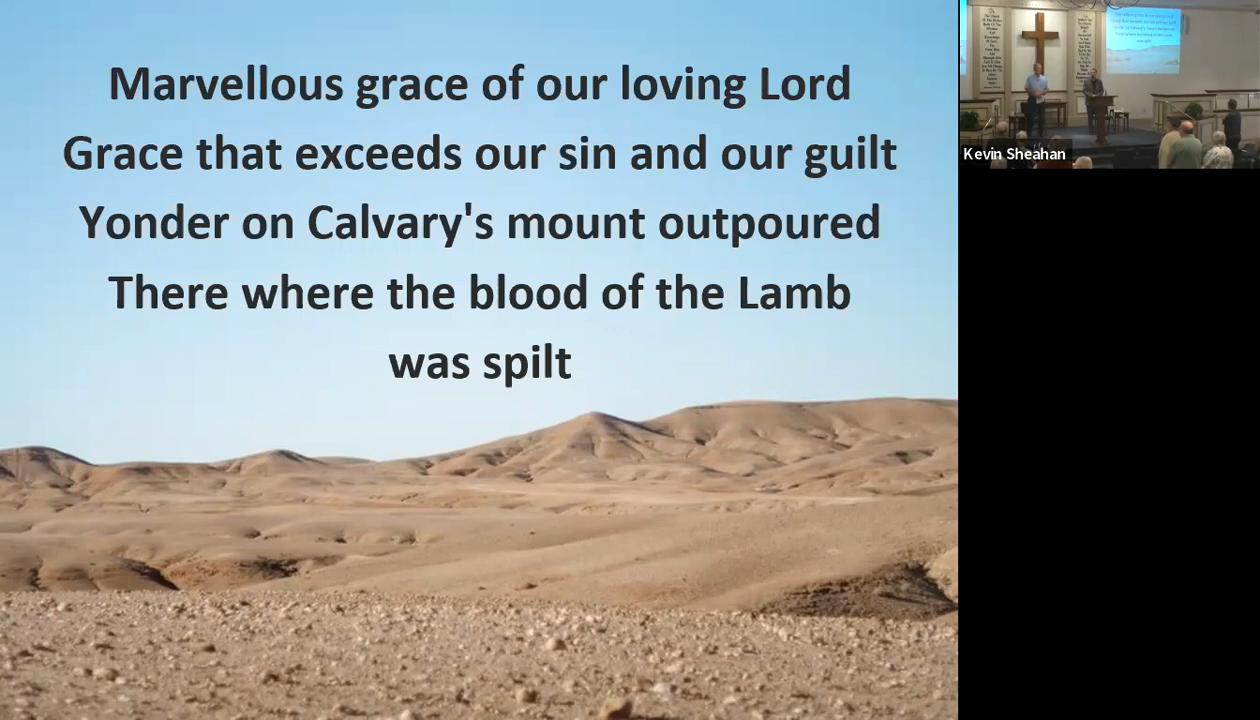 Marvellous grace of our loving Lord
Grace that exceeds our sin and our guilt
Yonder on Calvary's mount outpoured
There where the blood of the Lamb
was spilt
Kevin Sheahan